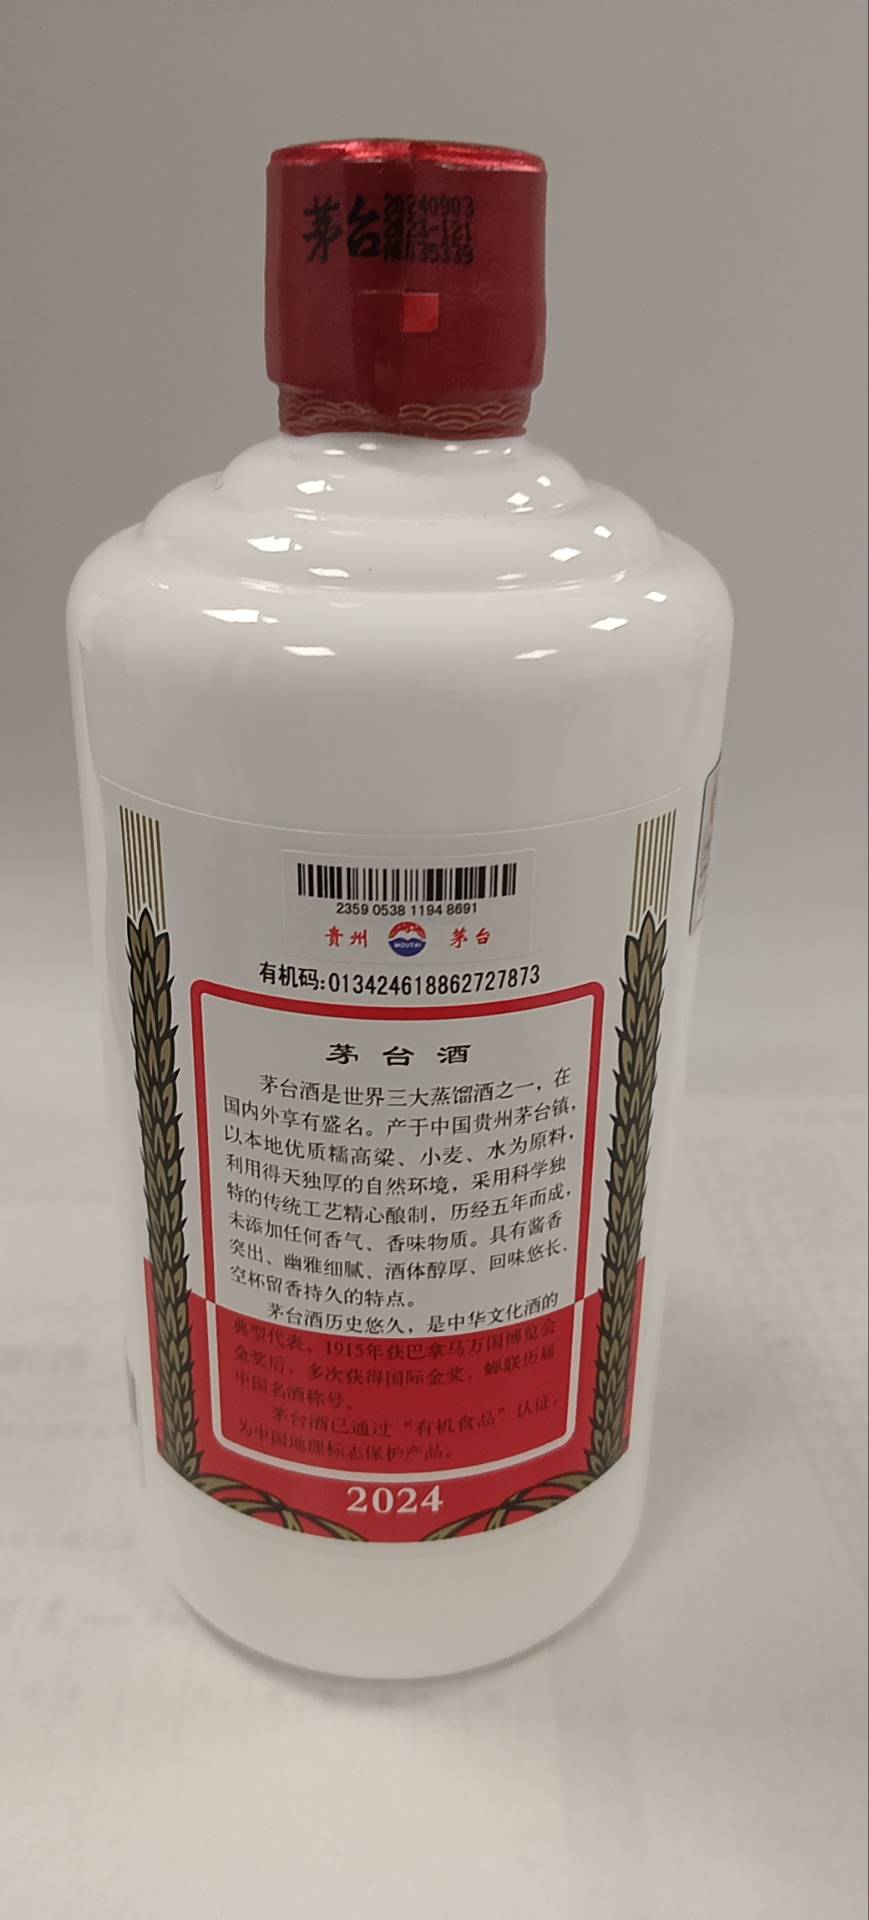 茅台
20240903
2023-121
35339
2359 0538 1194 8691
贵州 MOUTAI 茅台
有机码:013424618862727873
茅台酒
茅台酒是世界三大蒸馏酒之一，在
国内外享有盛名。产于中国贵州茅台镇，
以本地优质糯高粱、小麦、水为原料，
利用得天独厚的自然环境，采用科学独
特的传统工艺精心酿制，历经五年而成，
未添加任何香气、香味物质。具有酱香
突出、幽雅细腻、酒体醇厚、回味悠长、
空杯留香持久的特点。
茅台酒历史悠久，是中华文化酒的
典型代表。1915年获巴拿马万国博览会
金奖后，多次获得国际金奖，蝉联历届
中国名酒称号。
茅台酒已通过“有机食品”认证，
为中国地理标志保护产品。
2024